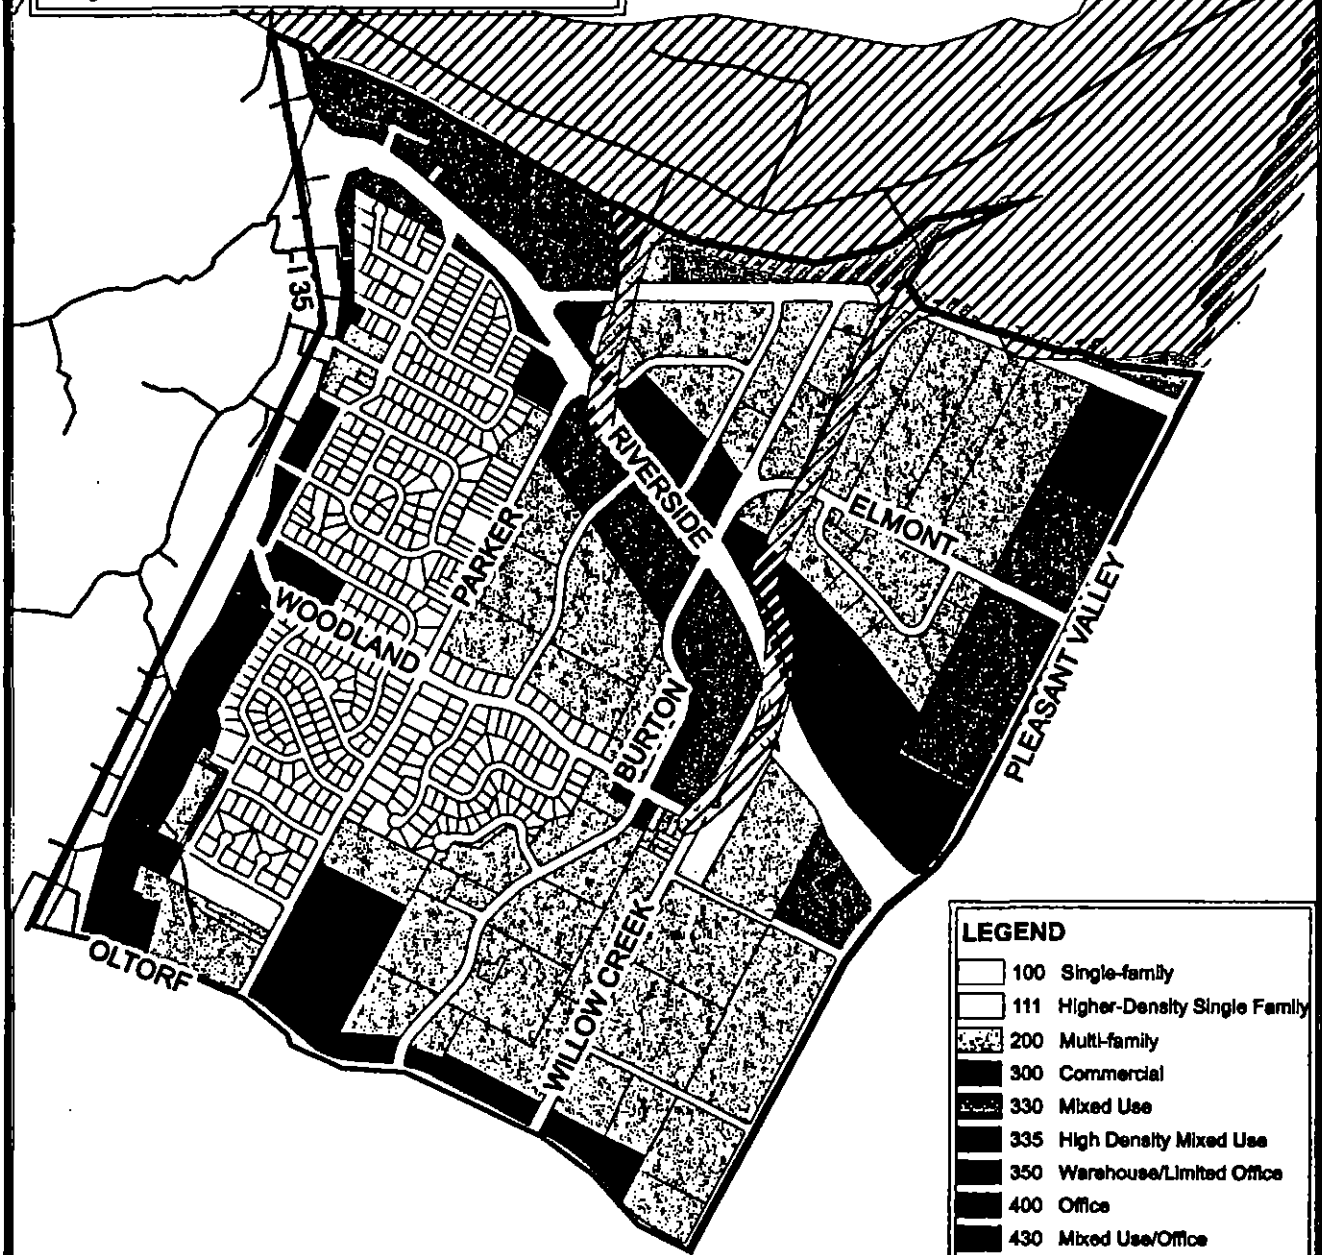 I 35
RIVERSIDE
ELMONT
PARKER
PLEASANT VALLEY
WOODLAND
BURTON
WILLOW CREEK
OLTORF
LEGEND
100 Single-family
111 Higher-Density Single Family
200 Multi-family
300 Commercial
330 Mixed Use
335 High Density Mixed Use
350 Warehouse/Limited Office
400 Office
430 Mixed Use/Office